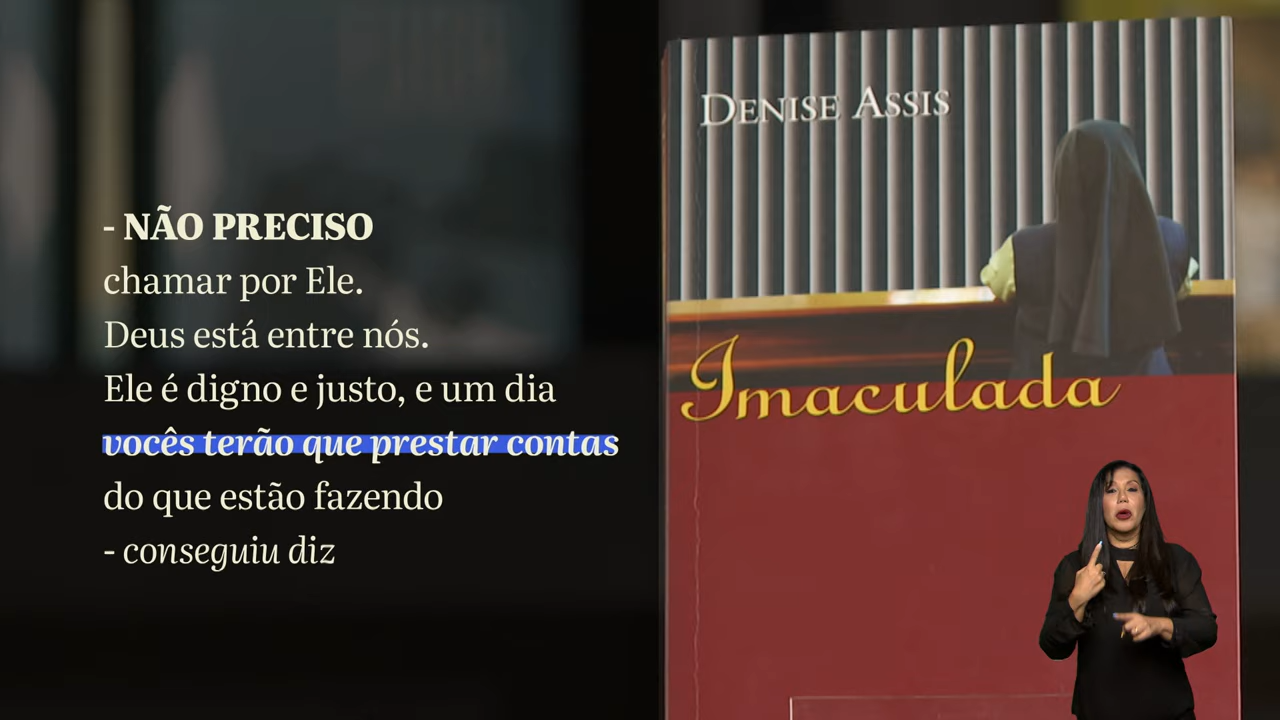 - NÃO PRECISO
chamar por Ele.
Deus está entre nós.
Ele é digno e justo, e um dia
vocês terão que prestar contas
do que estão fazendo
- conseguiu diz
DENISE ASSIS
Imaculada